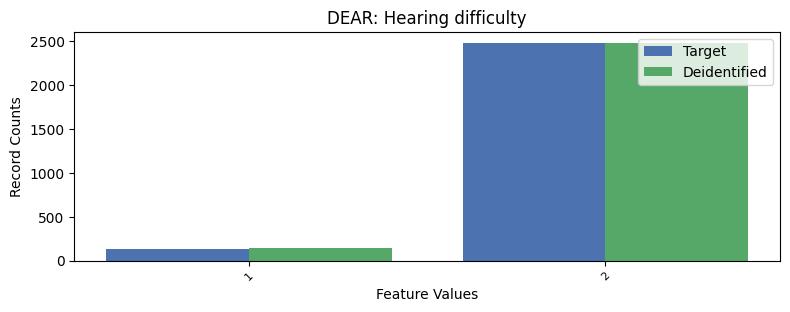 DEAR: Hearing difficulty
Target
Deidentified
2500
2000
1500
1000
500
0
Record Counts
1
2
Feature Values